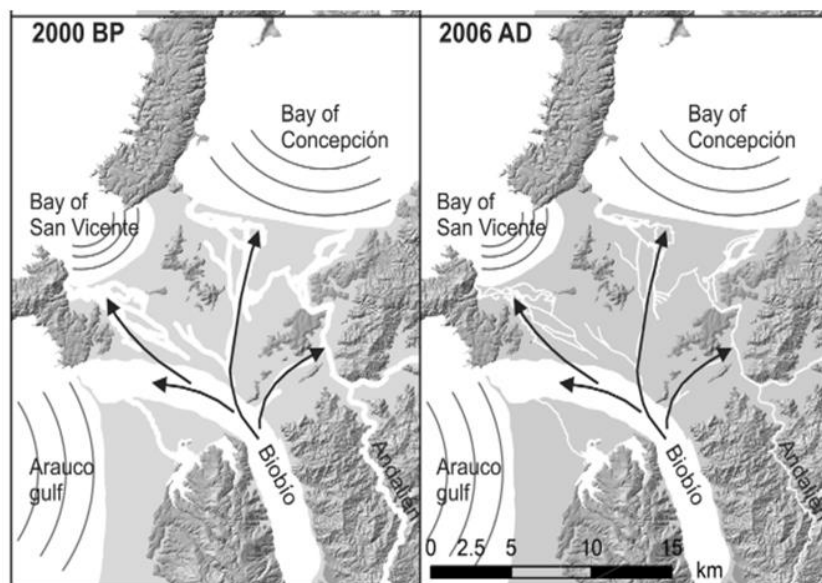 2000 BP
Bay of
Concepción
Bay of
San Vicente
Arauco
gulf
Biobío
Andalién
2006 AD
Bay of
Concepción
Bay of
San Vicente
Arauco
gulf
Biobío
Andalién
0 2.5 5 10 15
km